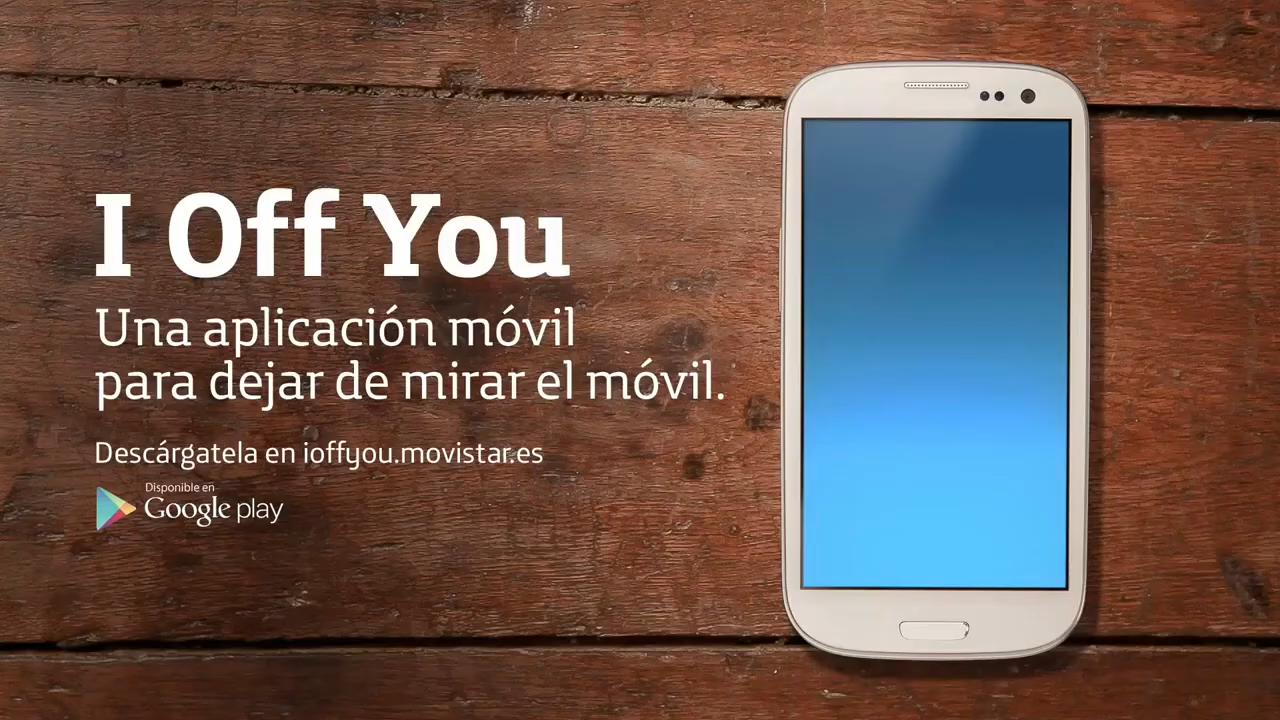 I Off You
Una aplicación móvil
para dejar de mirar el móvil.
Descárgatela en ioffyou.movistar.es
Disponible en
Google play